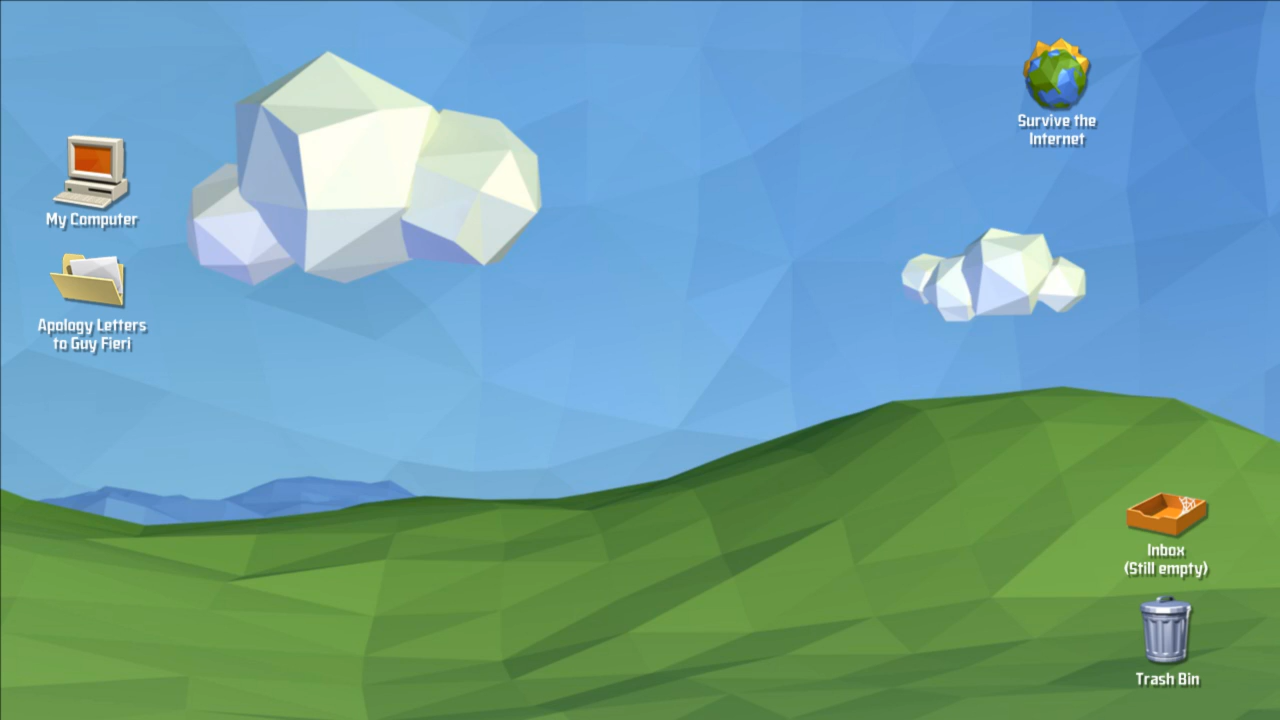 My Computer
Apology Letters
to Guy Fieri
Survive the
Internet
Inbox
(Still empty)
Trash Bin